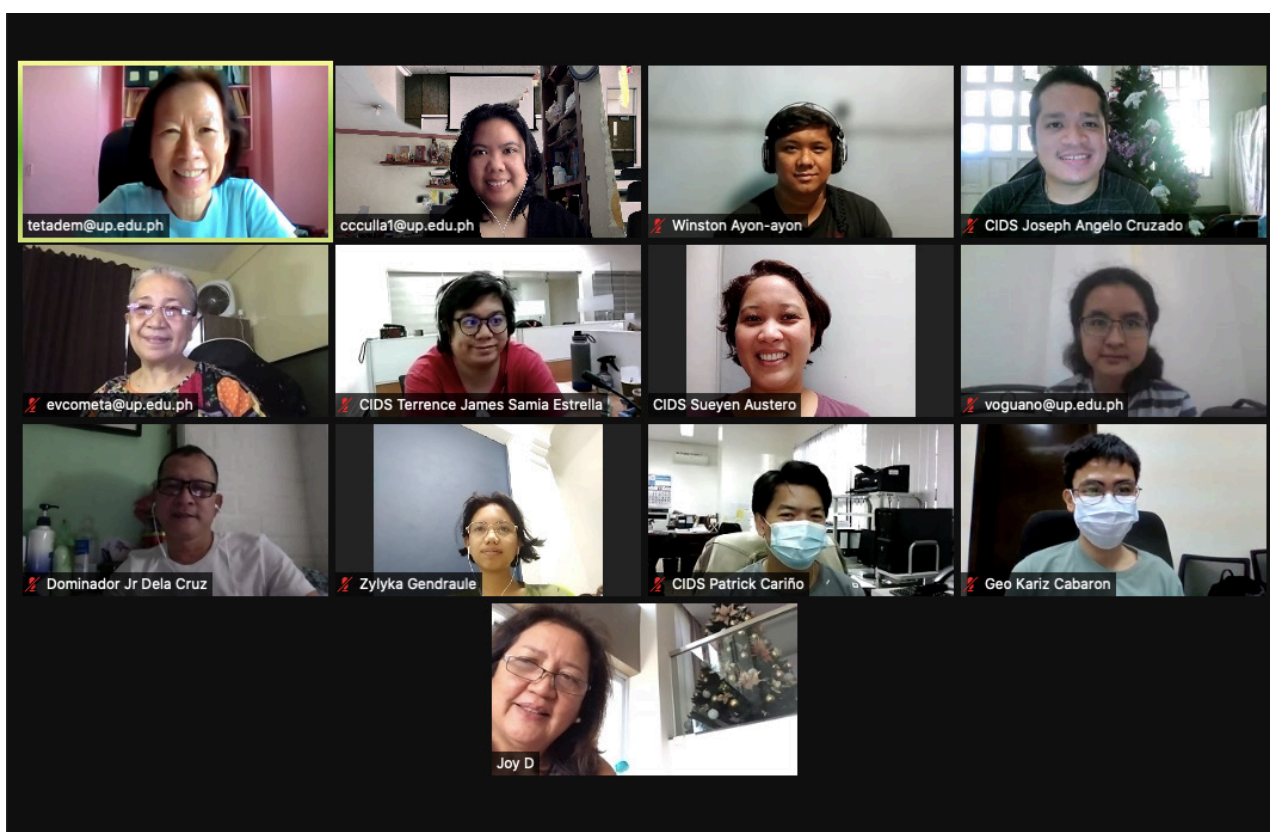 tetadem@up.edu.ph
ccculla1@up.edu.ph
Winston Ayon-ayon
CIDS Joseph Angelo Cruzado
evcometa@up.edu.ph
CIDS Terrence James Samia Estrella
CIDS Sueyen Austero
voguano@up.edu.ph
Dominador Jr Dela Cruz
Zylyka Gendraule
CIDS Patrick Cariño
Geo Kariz Cabaron
Joy D